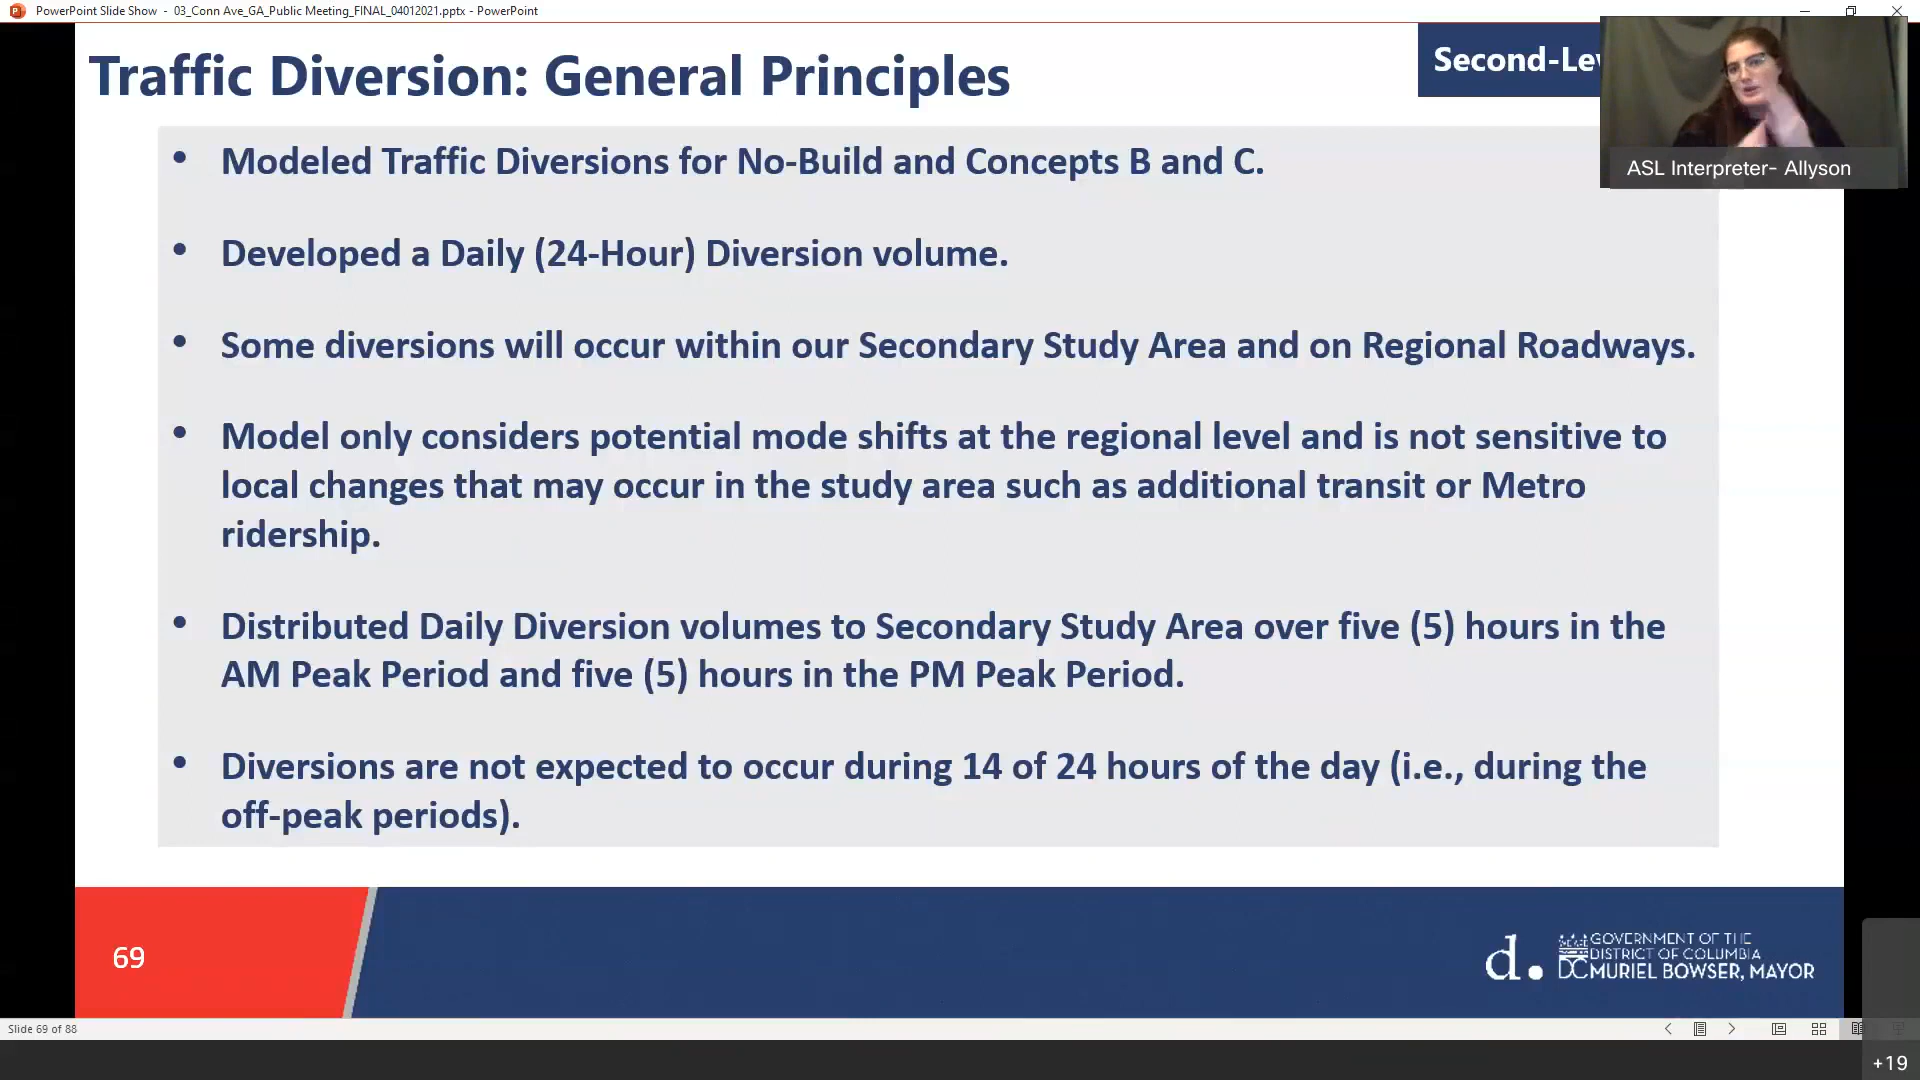 PowerPoint Slide Show - 03_Conn Ave_GA_Public Meeting_FINAL_04012021.pptx - PowerPoint
Traffic Diversion: General Principles
Second-Lev
ASL Interpreter- Allyson
• Modeled Traffic Diversions for No-Build and Concepts B and C.
• Developed a Daily (24-Hour) Diversion volume.
• Some diversions will occur within our Secondary Study Area and on Regional Roadways.
• Model only considers potential mode shifts at the regional level and is not sensitive to
local changes that may occur in the study area such as additional transit or Metro
ridership.
• Distributed Daily Diversion volumes to Secondary Study Area over five (5) hours in the
AM Peak Period and five (5) hours in the PM Peak Period.
• Diversions are not expected to occur during 14 of 24 hours of the day (i.e., during the
off-peak periods).
69
d.
GOVERNMENT OF THE
DISTRICT OF COLUMBIA
DC MURIEL BOWSER, MAYOR
Slide 69 of 88
+19